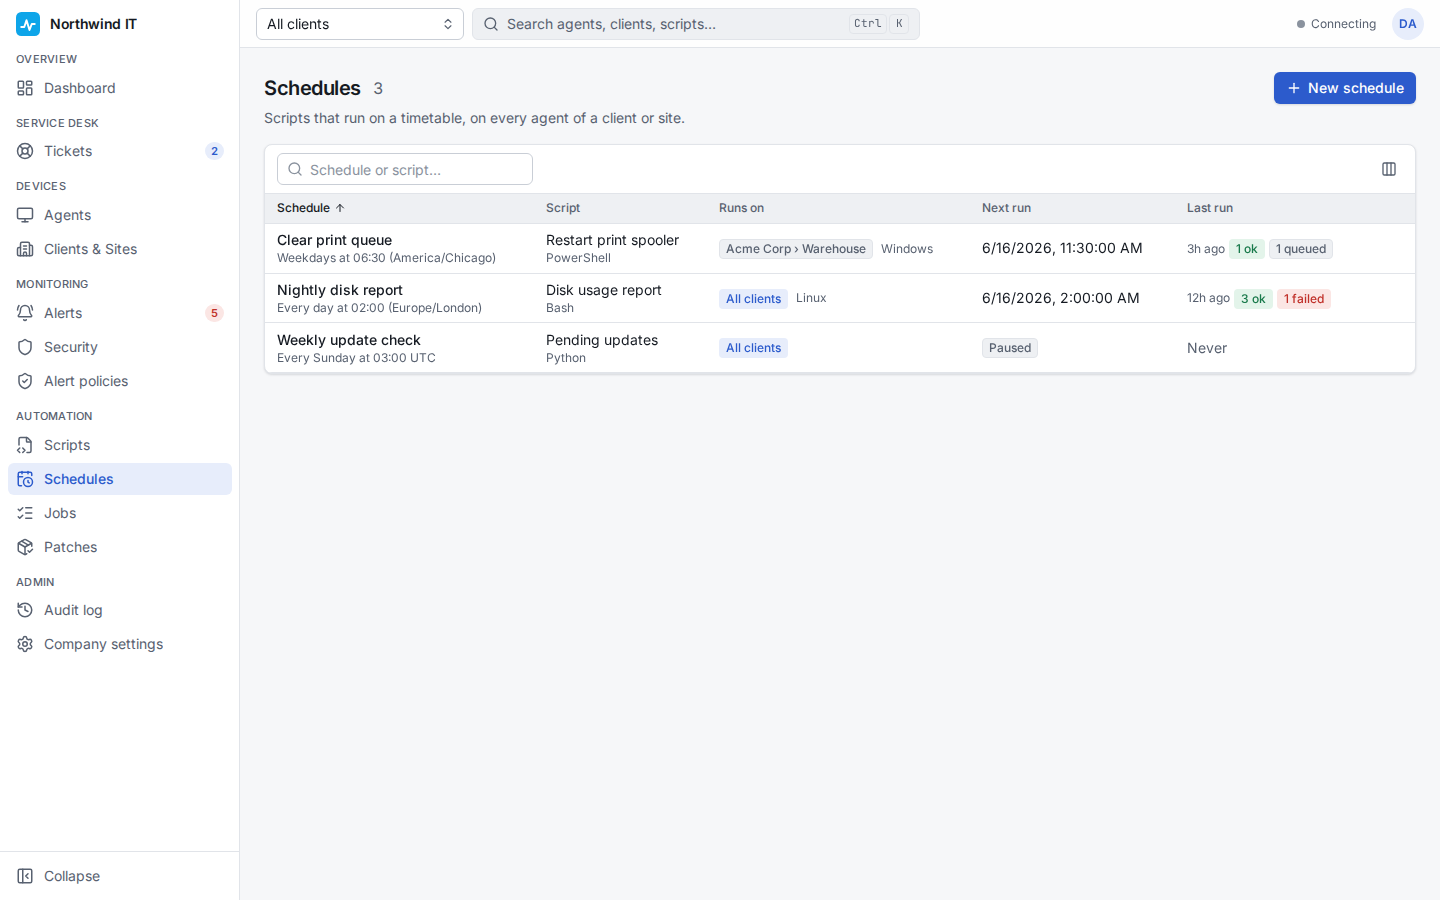 Northwind IT
All clients
Search agents, clients, scripts...
Ctrl K
Connecting
DA
OVERVIEW
Dashboard
SERVICE DESK
Tickets 2
DEVICES
Agents
Clients & Sites
MONITORING
Alerts 5
Security
Alert policies
AUTOMATION
Scripts
Schedules
Jobs
Patches
ADMIN
Audit log
Company settings
Collapse
Schedules 3
New schedule
Scripts that run on a timetable, on every agent of a client or site.
Schedule or script...
Schedule Script Runs on Next run Last run
Clear print queue Restart print spooler Acme Corp › Warehouse Windows 6/16/2026, 11:30:00 AM 3h ago 1 ok 1 queued
Weekdays at 06:30 (America/Chicago) PowerShell
Nightly disk report Disk usage report All clients Linux 6/16/2026, 2:00:00 AM 12h ago 3 ok 1 failed
Every day at 02:00 (Europe/London) Bash
Weekly update check Pending updates All clients Paused Never
Every Sunday at 03:00 UTC Python